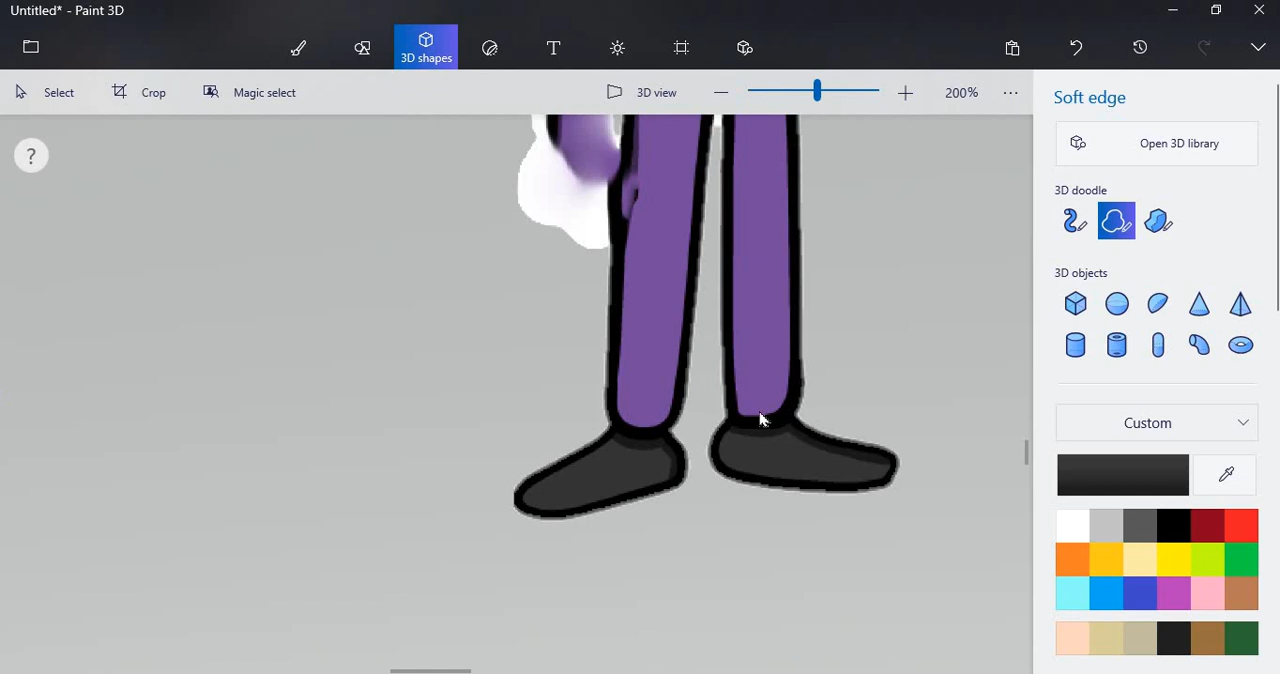 Untitled* - Paint 3D
3D shapes
Select
Crop
Magic select
3D view
200%
?
Soft edge
Open 3D library
3D doodle
3D objects
Custom